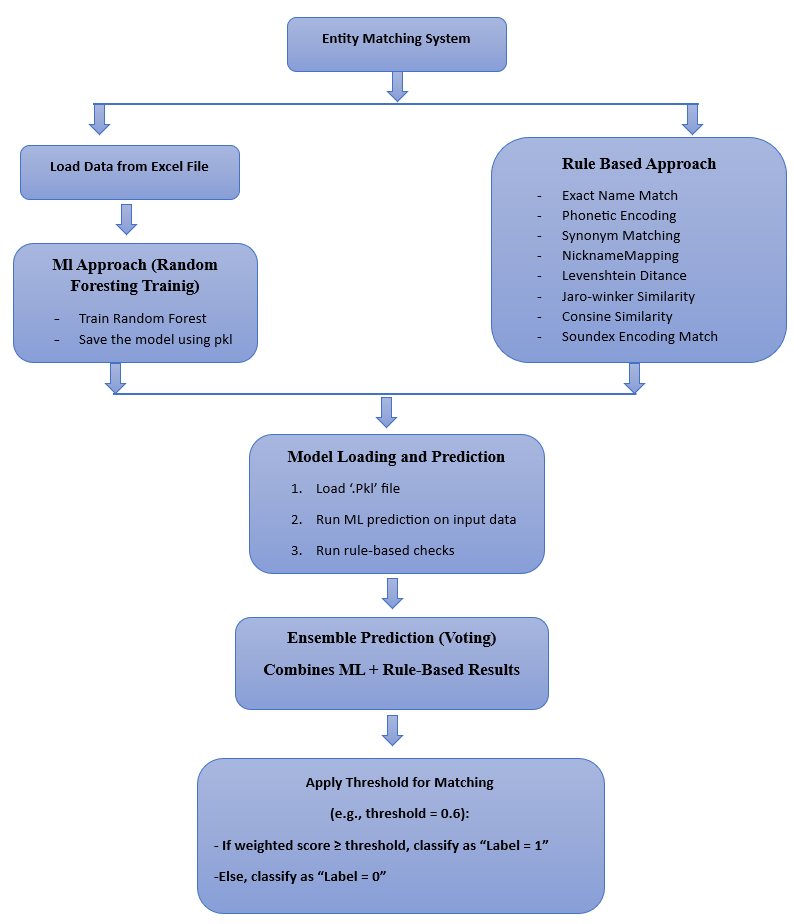 Entity Matching System
Load Data from Excel File
Ml Approach (Random
Foresting Trainig)
- Train Random Forest
- Save the model using pkl
Rule Based Approach
- Exact Name Match
- Phonetic Encoding
- Synonym Matching
- NicknameMapping
- Levenshtein Ditance
- Jaro-winker Similarity
- Consine Similarity
- Soundex Encoding Match
Model Loading and Prediction
1. Load ‘.Pkl’ file
2. Run ML prediction on input data
3. Run rule-based checks
Ensemble Prediction (Voting)
Combines ML + Rule-Based Results
Apply Threshold for Matching
(e.g., threshold = 0.6):
- If weighted score ≥ threshold, classify as “Label = 1”
-Else, classify as “Label = 0”